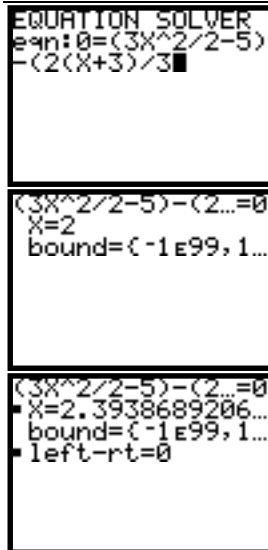 EQUATION SOLVER
eqn:0=(3X^2/2-5)
-(2(X+3)/3
(3X^2/2-5)-(2…=0
X=2
bound={-1ᴇ99,1…
(3X^2/2-5)-(2…=0
▪X=2.3938689206…
bound={-1ᴇ99,1…
▪left-rt=0